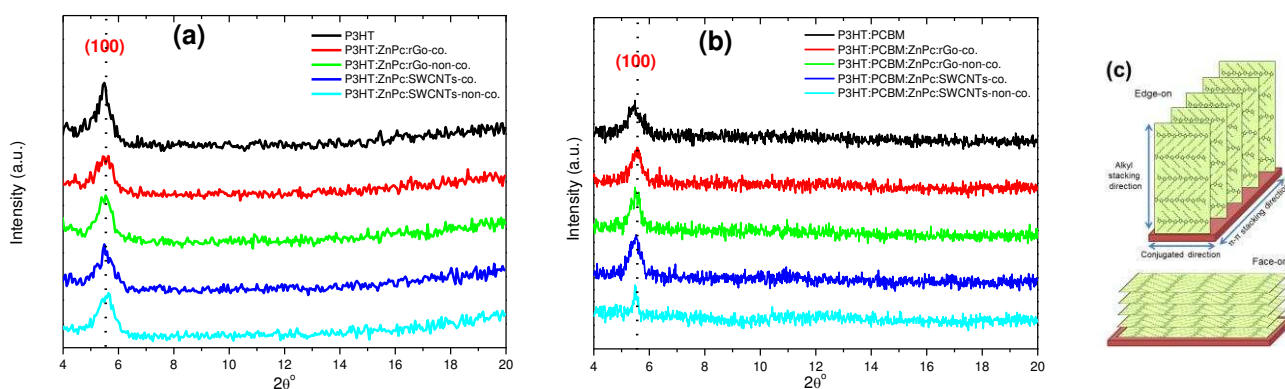 (a)
(100)
P3HT
P3HT:ZnPc:rGo-co.
P3HT:ZnPc:rGo-non-co.
P3HT:ZnPc:SWCNTs-co.
P3HT:ZnPc:SWCNTs-non-co.
Intensity (a.u.)
4 6 8 10 12 14 16 18 20
2θ°
(b)
(100)
P3HT:PCBM
P3HT:PCBM:ZnPc:rGo-co.
P3HT:PCBM:ZnPc:rGo-non-co.
P3HT:PCBM:ZnPc:SWCNTs-co.
P3HT:PCBM:ZnPc:SWCNTs-non-co.
Intensity (a.u.)
4 6 8 10 12 14 16 18 20
2θ°
(c)
Edge-on
Alkyl
stacking
direction
π-π stacking direction
Conjugated direction
Face-on